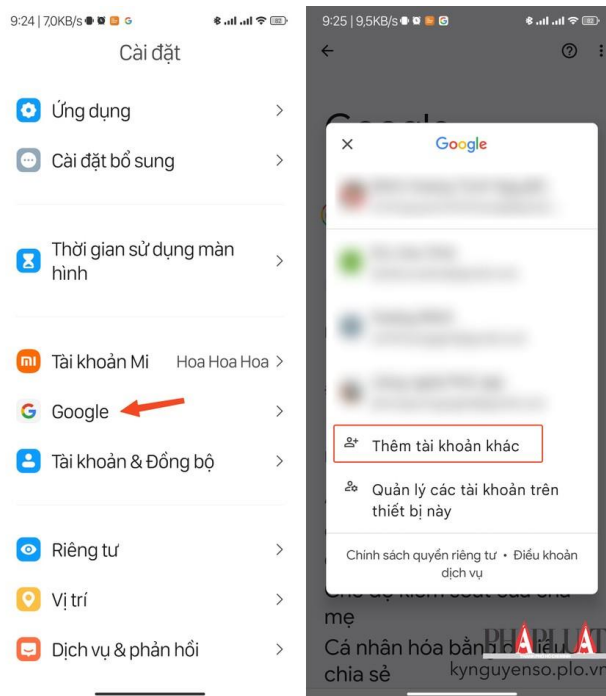 9:24 | 7,0KB/s
Cài đặt
Ứng dụng
Cài đặt bổ sung
Thời gian sử dụng màn
hình
Tài khoản Mi Hoa Hoa Hoa
Google
Tài khoản & Đồng bộ
Riêng tư
Vị trí
Dịch vụ & phản hồi
9:25 | 9,5KB/s
Google
Thêm tài khoản khác
Quản lý các tài khoản trên
thiết bị này
Chính sách quyền riêng tư • Điều khoản
dịch vụ
mẹ
Cá nhân hóa bằng dữ liệu
chia sẻ
PHÁP LUẬT
kynguyenso.plo.vn